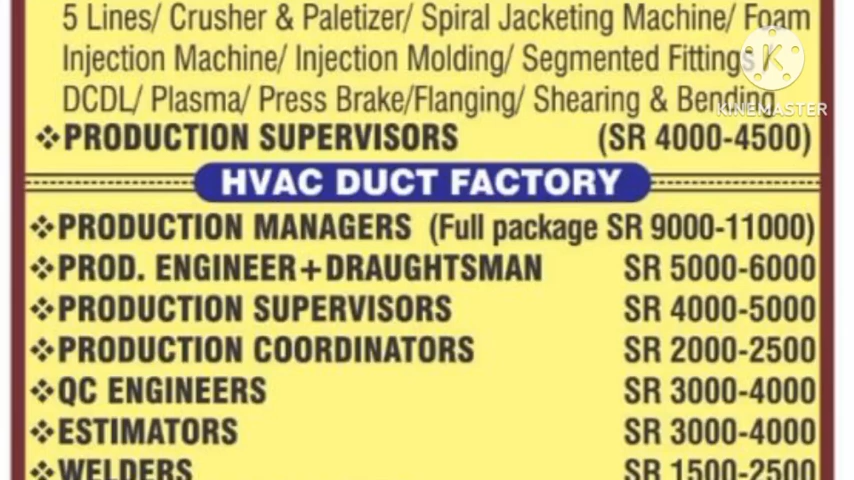 5 Lines/ Crusher & Paletizer/ Spiral Jacketing Machine/ Foam
Injection Machine/ Injection Molding/ Segmented Fittings /
DCDL/ Plasma/ Press Brake/Flanging/ Shearing & Bending
❖PRODUCTION SUPERVISORS (SR 4000-4500)
HVAC DUCT FACTORY
❖PRODUCTION MANAGERS (Full package SR 9000-11000)
❖PROD. ENGINEER+DRAUGHTSMAN SR 5000-6000
❖PRODUCTION SUPERVISORS SR 4000-5000
❖PRODUCTION COORDINATORS SR 2000-2500
❖QC ENGINEERS SR 3000-4000
❖ESTIMATORS SR 3000-4000
❖WELDERS SR 1500-2500
K
KINEMASTER